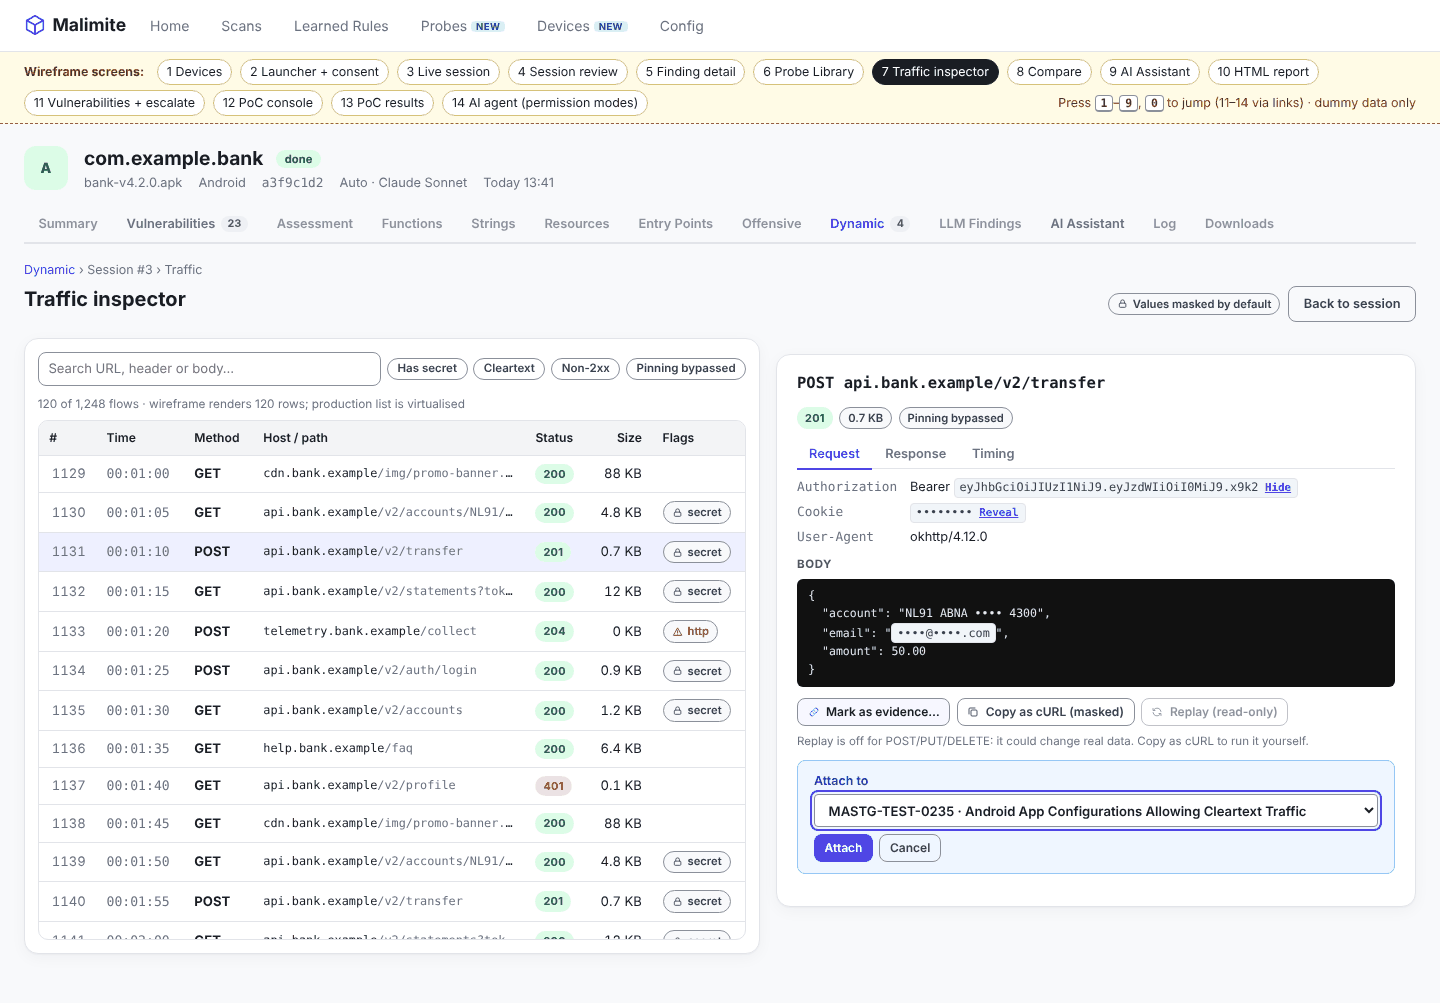 Malimite Home Scans Learned Rules Probes NEW Devices NEW Config
Wireframe screens: 1 Devices 2 Launcher + consent 3 Live session 4 Session review 5 Finding detail 6 Probe Library 7 Traffic inspector 8 Compare 9 AI Assistant 10 HTML report
11 Vulnerabilities + escalate 12 PoC console 13 PoC results 14 AI agent (permission modes) Press 1–9, 0 to jump (11–14 via links) · dummy data only
A
com.example.bank done
bank-v4.2.0.apk Android a3f9c1d2 Auto · Claude Sonnet Today 13:41
Summary Vulnerabilities 23 Assessment Functions Strings Resources Entry Points Offensive Dynamic 4 LLM Findings AI Assistant Log Downloads
Dynamic › Session #3 › Traffic
Traffic inspector
Values masked by default Back to session
Search URL, header or body... Has secret Cleartext Non-2xx Pinning bypassed
120 of 1,248 flows · wireframe renders 120 rows; production list is virtualised
# Time Method Host / path Status Size Flags
1129 00:01:00 GET cdn.bank.example/img/promo-banner.… 200 88 KB
1130 00:01:05 GET api.bank.example/v2/accounts/NL91/… 200 4.8 KB secret
1131 00:01:10 POST api.bank.example/v2/transfer 201 0.7 KB secret
1132 00:01:15 GET api.bank.example/v2/statements?tok… 200 12 KB secret
1133 00:01:20 POST telemetry.bank.example/collect 204 0 KB http
1134 00:01:25 POST api.bank.example/v2/auth/login 200 0.9 KB secret
1135 00:01:30 GET api.bank.example/v2/accounts 200 1.2 KB secret
1136 00:01:35 GET help.bank.example/faq 200 6.4 KB
1137 00:01:40 GET api.bank.example/v2/profile 401 0.1 KB
1138 00:01:45 GET cdn.bank.example/img/promo-banner.… 200 88 KB
1139 00:01:50 GET api.bank.example/v2/accounts/NL91/… 200 4.8 KB secret
1140 00:01:55 POST api.bank.example/v2/transfer 201 0.7 KB secret
POST api.bank.example/v2/transfer
201 0.7 KB Pinning bypassed
Request Response Timing
Authorization Bearer eyJhbGciOiJIUzI1NiJ9.eyJzdWIiOiI0MiJ9.x9k2 Hide
Cookie •••••••• Reveal
User-Agent okhttp/4.12.0
BODY
{
"account": "NL91 ABNA •••• 4300",
"email": "••••@••••.com",
"amount": 50.00
}
Mark as evidence... Copy as cURL (masked) Replay (read-only)
Replay is off for POST/PUT/DELETE: it could change real data. Copy as cURL to run it yourself.
Attach to
MASTG-TEST-0235 · Android App Configurations Allowing Cleartext Traffic
Attach Cancel